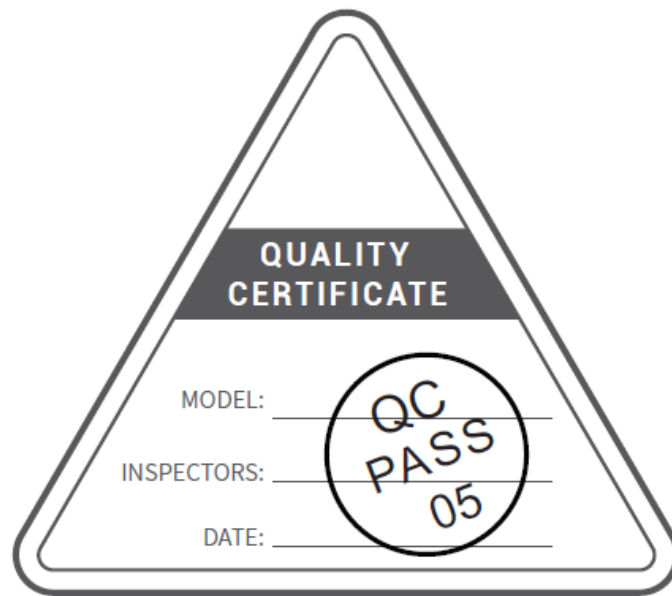 QUALITY
CERTIFICATE
MODEL:
QC
PASS
INSPECTORS:
05
DATE: